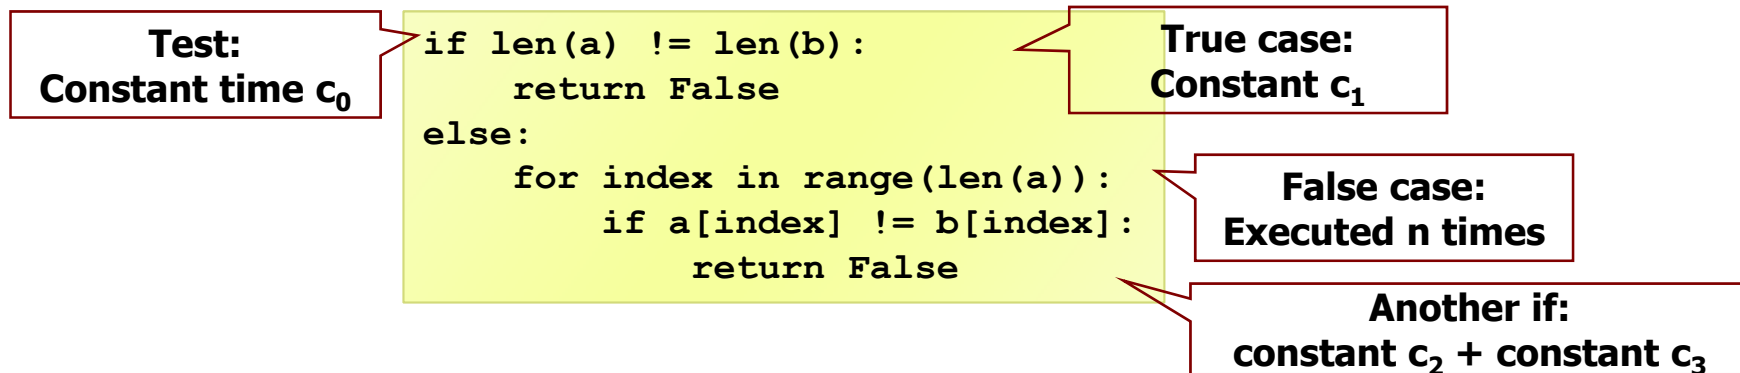 Test:
Constant time c₀
if len(a) != len(b):
    return False
else:
    for index in range(len(a)):
        if a[index] != b[index]:
            return False
True case:
Constant c₁
False case:
Executed n times
Another if:
constant c₂ + constant c₃